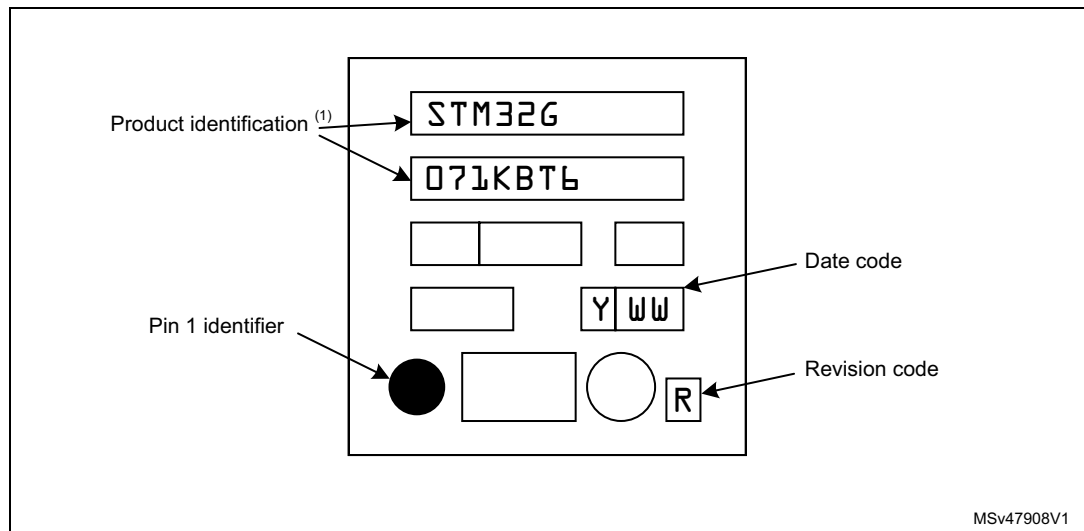 STM32G
Product identification (1)
071KBT6
Date code
Y WW
Pin 1 identifier
Revision code
R
MSv47908V1